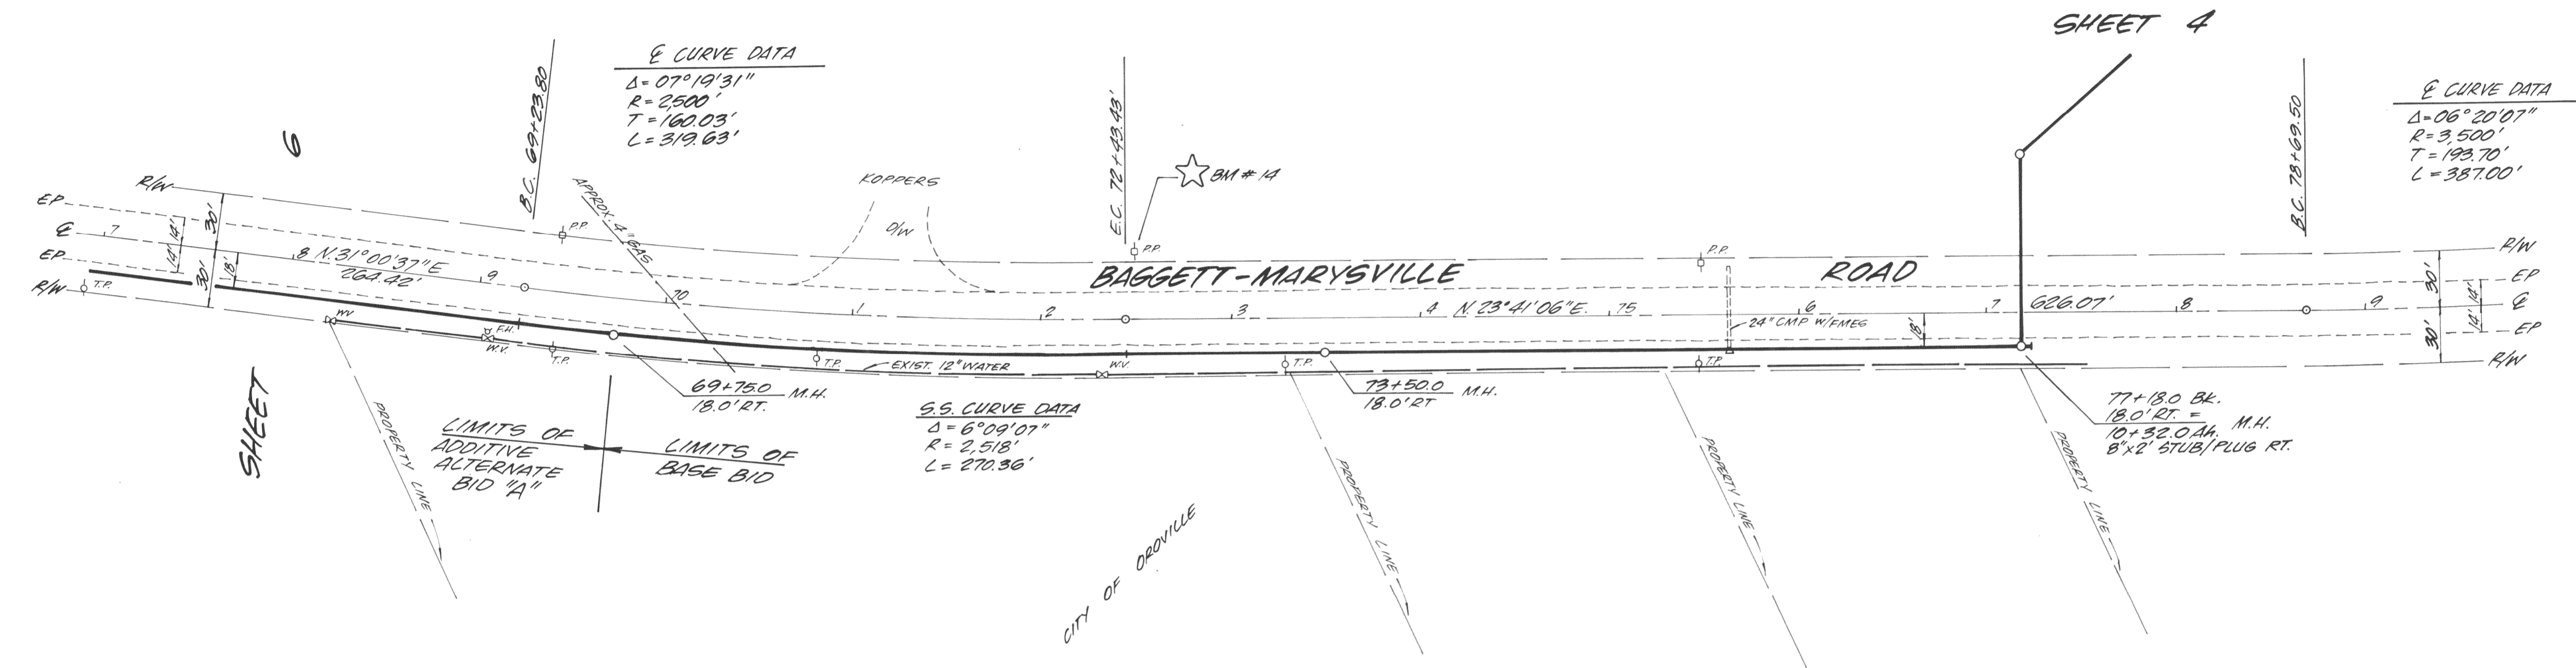 SHEET 4
℄ CURVE DATA
Δ = 07°19'31"
R = 2,500'
T = 160.03'
L = 319.63'
℄ CURVE DATA
Δ = 06°20'07"
R = 3,500'
T = 193.70'
L = 387.00'
B.C. 69+23.80
E.C. 72+43.43'
B.C. 78+69.50
6
SHEET
R/W
EP
℄
EP
R/W
7
14'
14'
30'
30'
18'
8
N.31°00'37"E
264.42'
9
70
1
2
3
4
N.23°41'06"E.
75
6
7
626.07'
8
9
APPROX. 4" GAS
KOPPERS
D/W
BM # 14
P.P.
P.P.
P.P.
BAGGETT-MARYSVILLE ROAD
24" CMP W/FMES
18'
30'
30'
14'
14'
R/W
EP
℄
EP
R/W
T.P.
W.V
F.H.
W.V.
T.P.
T.P.
EXIST. 12" WATER
W.V.
T.P.
T.P.
69+75.0 M.H.
18.0' RT.
73+50.0 M.H.
18.0' RT
77+18.0 BK.
18.0' RT. =
10+32.0 Ah. M.H.
8"x2' STUB/PLUG RT.
LIMITS OF
ADDITIVE
ALTERNATE
BID "A"
LIMITS OF
BASE BID
S.S. CURVE DATA
Δ = 6°09'07"
R = 2,518'
L = 270.36'
PROPERTY LINE
PROPERTY LINE
PROPERTY LINE
PROPERTY LINE
CITY OF OROVILLE